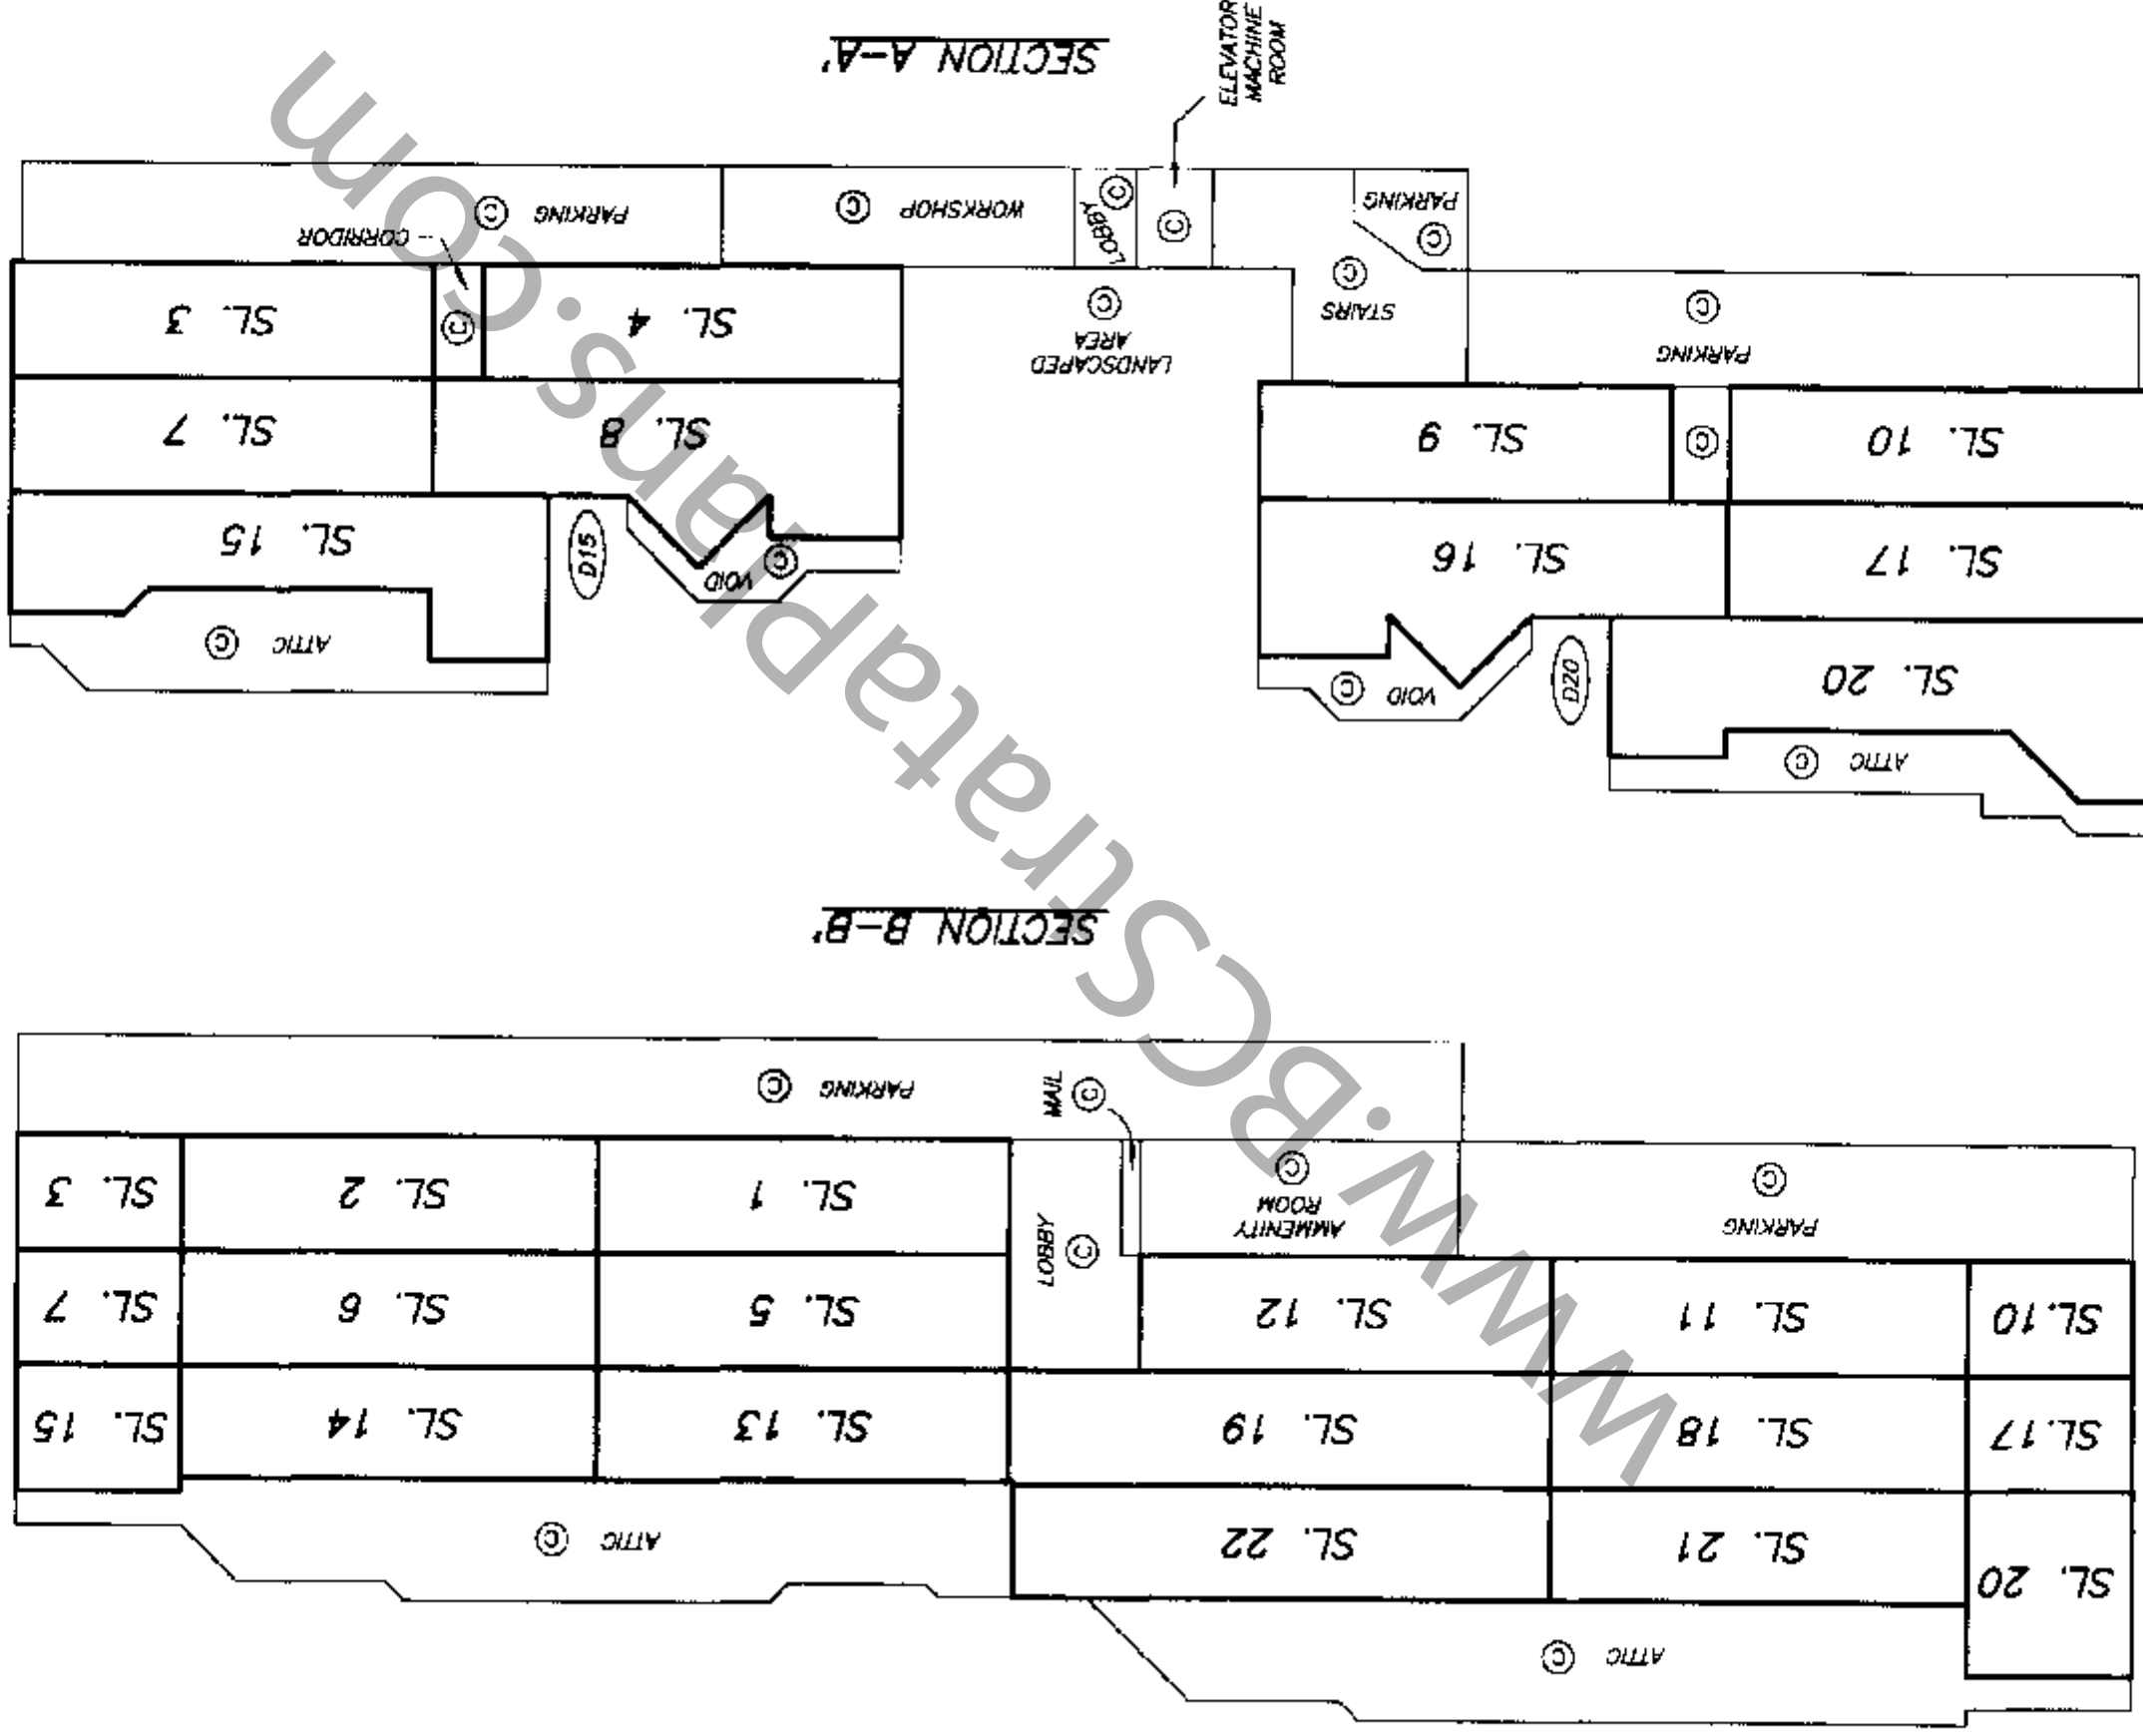 ATTIC ©
SL. 20
SL. 21
SL. 22
ATTIC ©
SL.17
SL. 18
SL. 19
SL. 13
SL. 14
SL. 15
SL.10
SL. 11
SL. 12
LOBBY ©
SL. 5
SL. 6
SL. 7
PARKING
©
AMMENITY
ROOM
©
SL. 1
SL. 2
SL. 3
MAIL ©
PARKING ©
SECTION B-B'
ATTIC ©
SL. 20
D20
VOID ©
ATTIC ©
SL. 17
SL. 16
VOID ©
D15
SL. 15
SL. 10
©
SL. 9
SL. 8
SL. 7
PARKING
©
STAIRS
©
LANDSCAPED
AREA
©
SL. 4
©
SL. 3
CORRIDOR
©
PARKING
©
LOBBY ©
WORKSHOP ©
PARKING ©
ELEVATOR
MACHINE
ROOM
SECTION A-A'
www.BCStrataplans.com